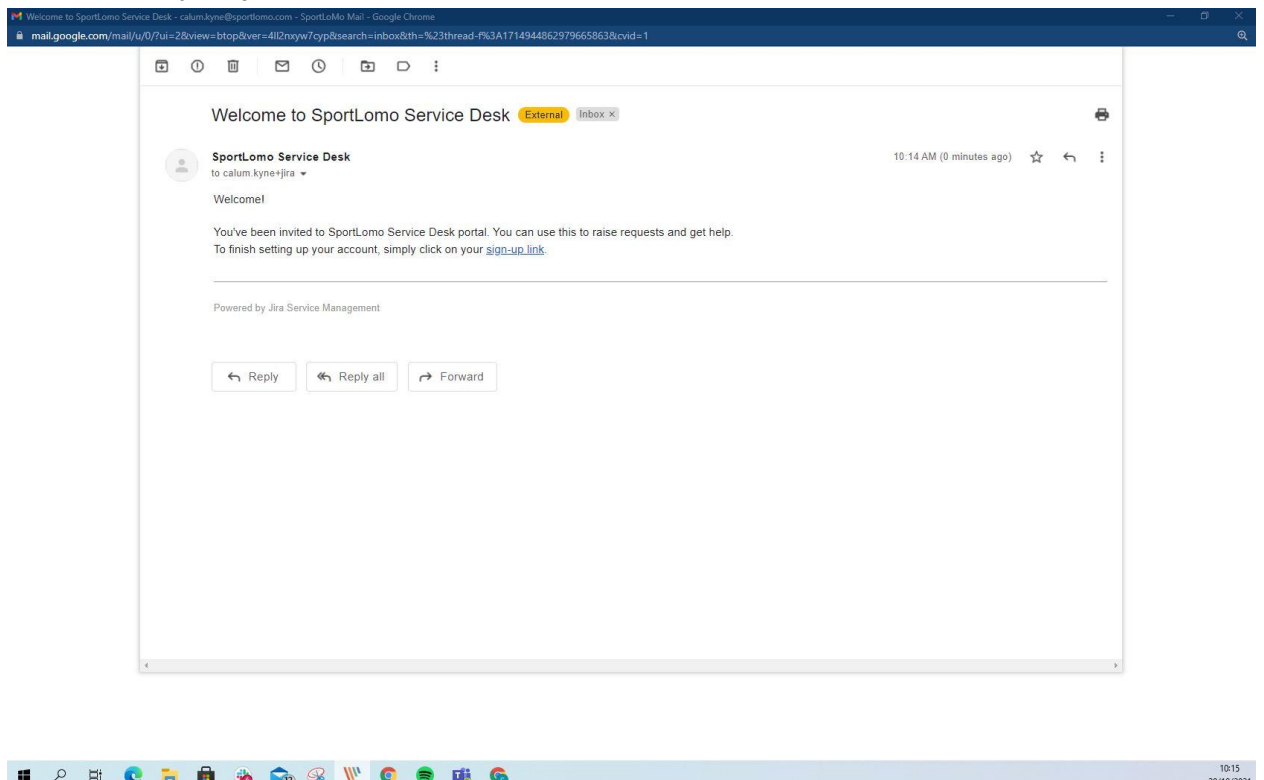 Welcome to SportLomo Service Desk - calum.kyne@sportlomo.com - SportLoMo Mail - Google Chrome
mail.google.com/mail/u/0/?ui=2&view=btop&ver=4ll2nxyw7cyp&search=inbox&th=%23thread-f%3A1714944862979665863&cvid=1
Welcome to SportLomo Service Desk External Inbox ×
SportLomo Service Desk 10:14 AM (0 minutes ago)
to calum.kyne+jira
Welcome!
You've been invited to SportLomo Service Desk portal. You can use this to raise requests and get help.
To finish setting up your account, simply click on your sign-up link.
Powered by Jira Service Management
Reply Reply all Forward
10:15